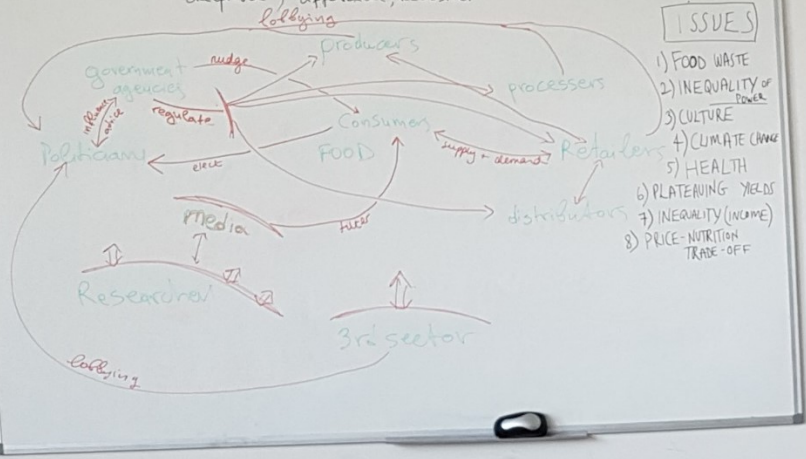 lobbying
producers
government
agencies
nudge
processers
influence
advice
regulate
Consumers
FOOD
Politicians
elect
supply + demand
Retailers
media
distributors
Researcher
3rd sector
lobbying
ISSUES
1) FOOD WASTE
2) INEQUALITY OF
POWER
3) CULTURE
4) CLIMATE CHANGE
5) HEALTH
6) PLATEAUING YIELDS
7) INEQUALITY (INCOME)
8) PRICE-NUTRITION
TRADE-OFF